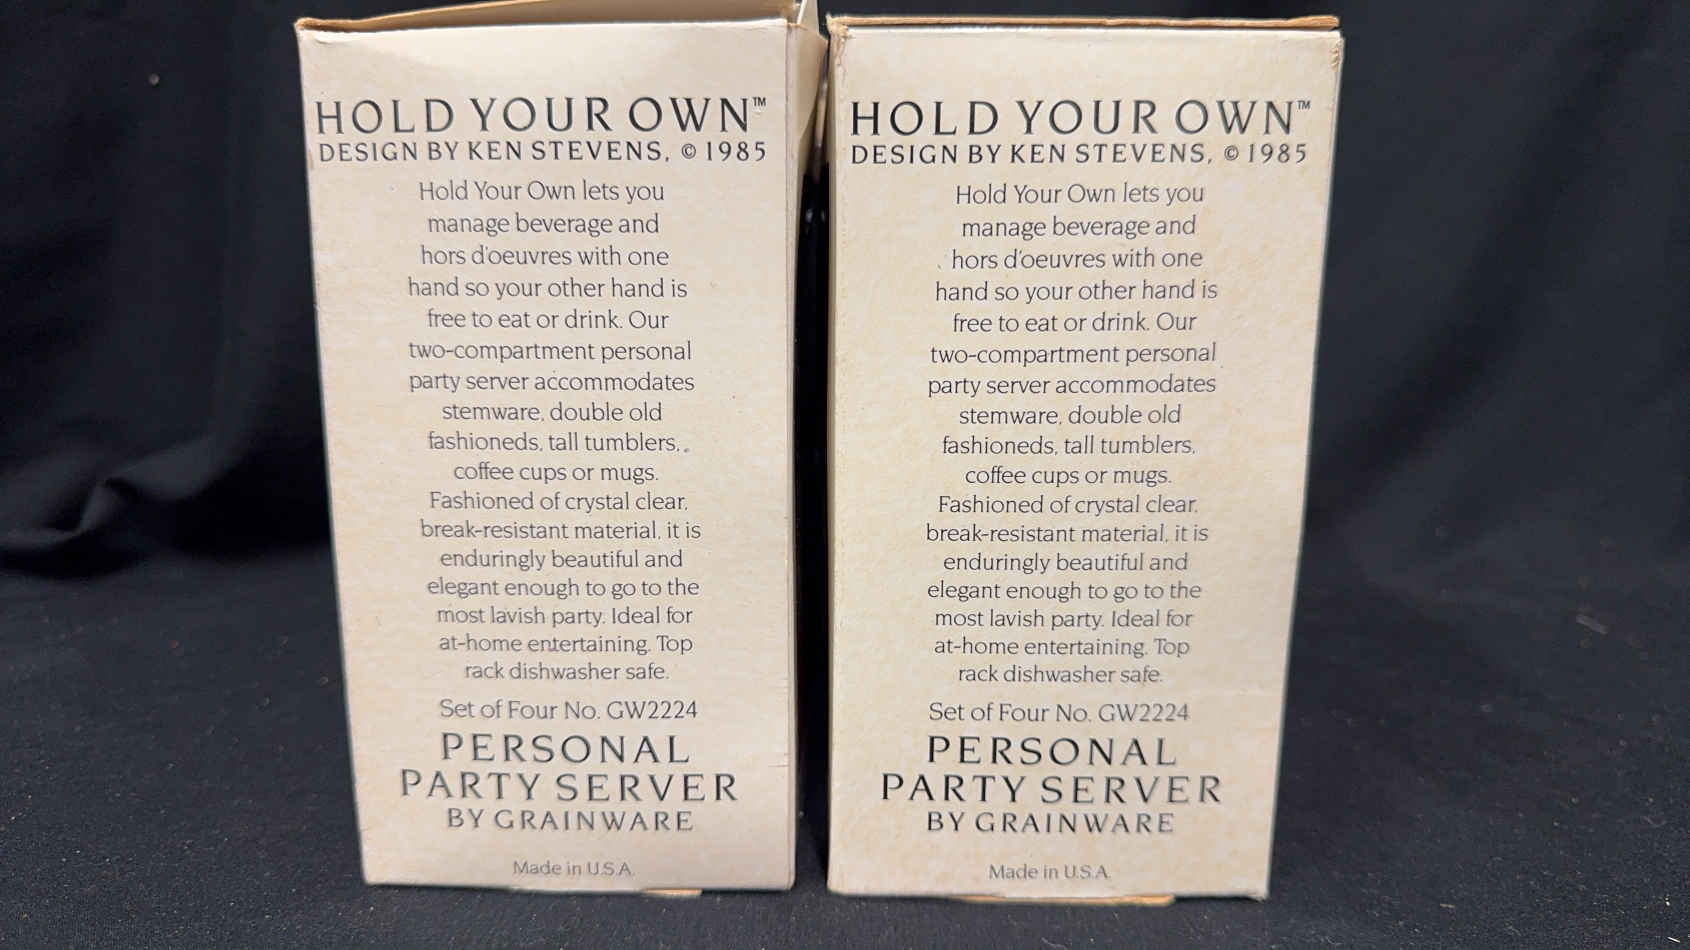 HOLD YOUR OWN™
DESIGN BY KEN STEVENS, © 1985
Hold Your Own lets you
manage beverage and
hors d'oeuvres with one
hand so your other hand is
free to eat or drink. Our
two-compartment personal
party server accommodates
stemware, double old
fashioneds, tall tumblers,
coffee cups or mugs.
Fashioned of crystal clear,
break-resistant material, it is
enduringly beautiful and
elegant enough to go to the
most lavish party. Ideal for
at-home entertaining. Top
rack dishwasher safe.
Set of Four No. GW2224
PERSONAL
PARTY SERVER
BY GRAINWARE
Made in U.S.A.
HOLD YOUR OWN™
DESIGN BY KEN STEVENS, © 1985
Hold Your Own lets you
manage beverage and
hors d'oeuvres with one
hand so your other hand is
free to eat or drink. Our
two-compartment personal
party server accommodates
stemware, double old
fashioneds, tall tumblers,
coffee cups or mugs.
Fashioned of crystal clear,
break-resistant material, it is
enduringly beautiful and
elegant enough to go to the
most lavish party. Ideal for
at-home entertaining. Top
rack dishwasher safe.
Set of Four No. GW2224
PERSONAL
PARTY SERVER
BY GRAINWARE
Made in U.S.A.